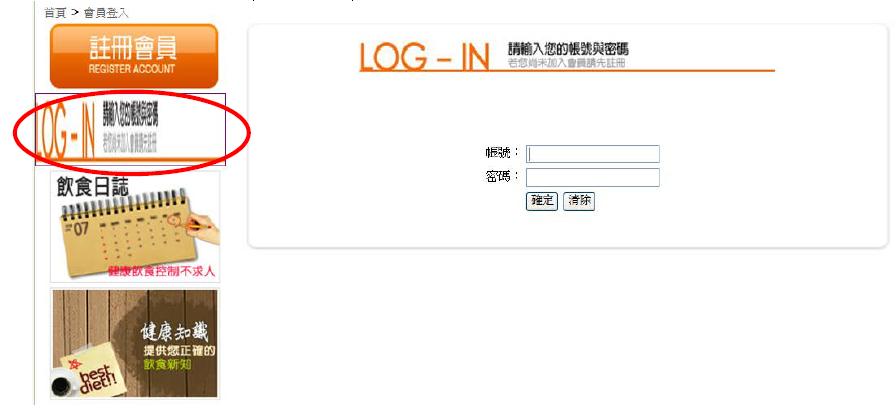 首頁 > 會員登入
註冊會員
REGISTER ACCOUNT
LOG – IN
請輸入您的帳號與密碼
若您尚未加入會員請先註冊
飲食日誌
07
健康飲食控制不求人
健康知識
提供您正確的
飲食新知
best
diet!!
LOG – IN
請輸入您的帳號與密碼
若您尚未加入會員請先註冊
帳號：
密碼：
確定 清除